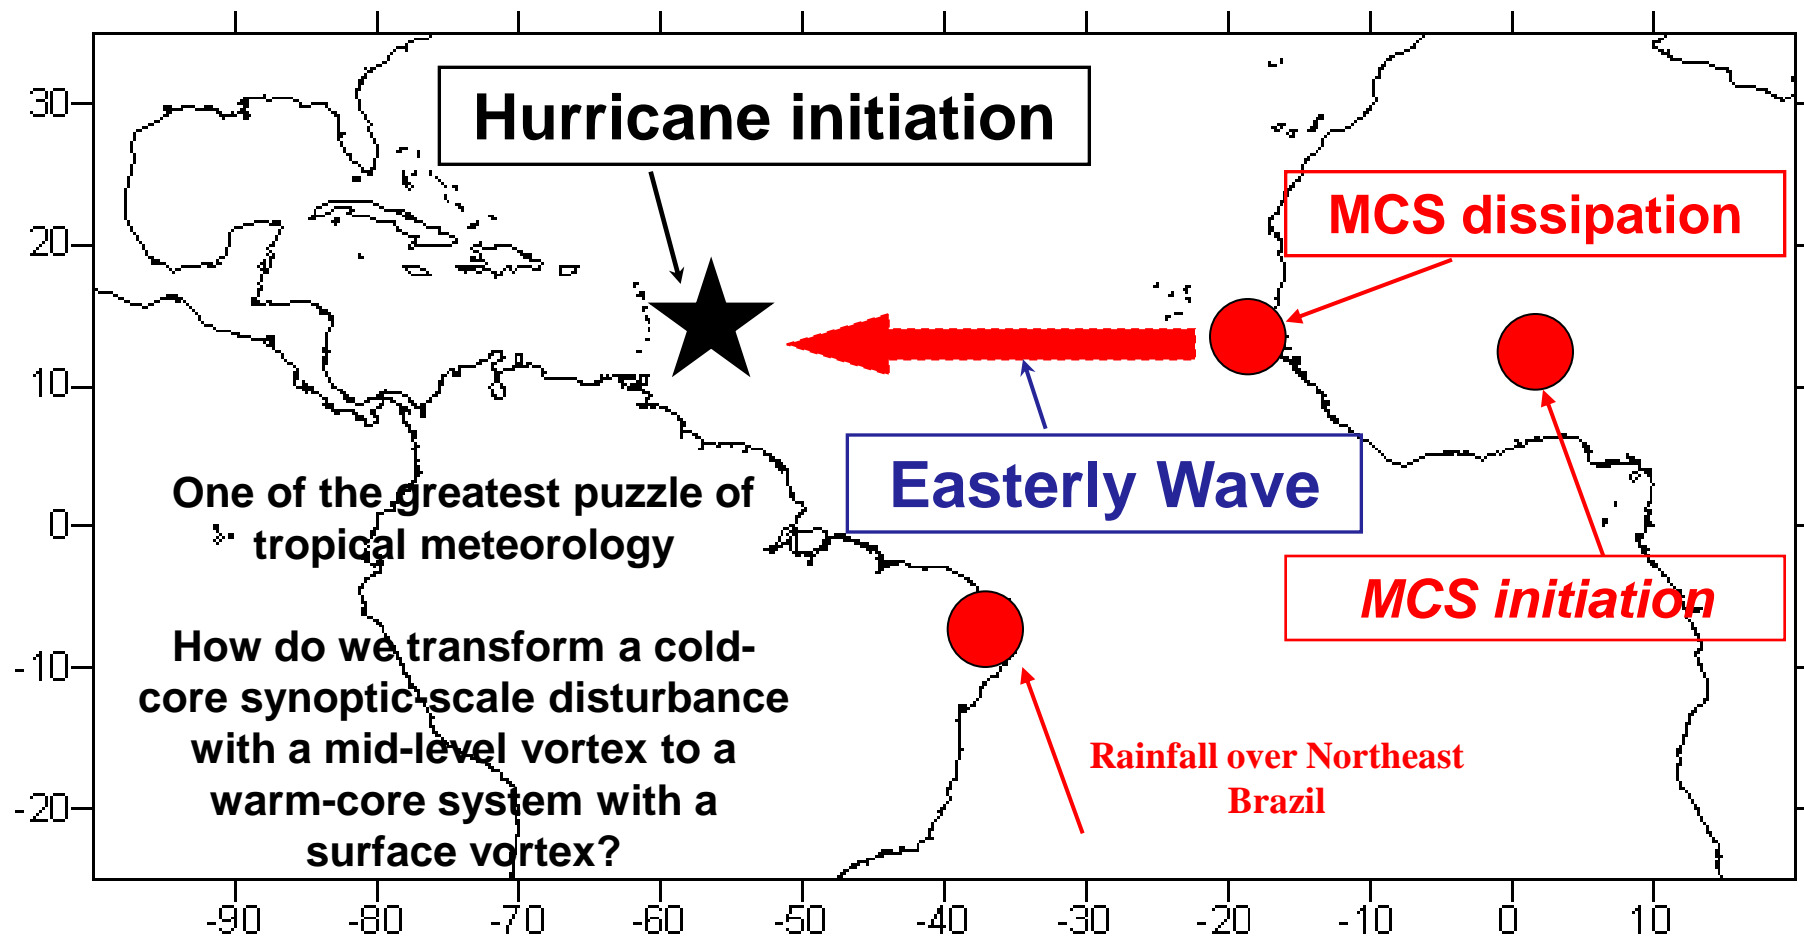 Hurricane initiation
MCS dissipation
Easterly Wave
MCS initiation
One of the greatest puzzle of
tropical meteorology
How do we transform a cold-
core synoptic-scale disturbance
with a mid-level vortex to a
warm-core system with a
surface vortex?
Rainfall over Northeast
Brazil
30
20
10
0
-10
-20
-90 -80 -70 -60 -50 -40 -30 -20 -10 0 10